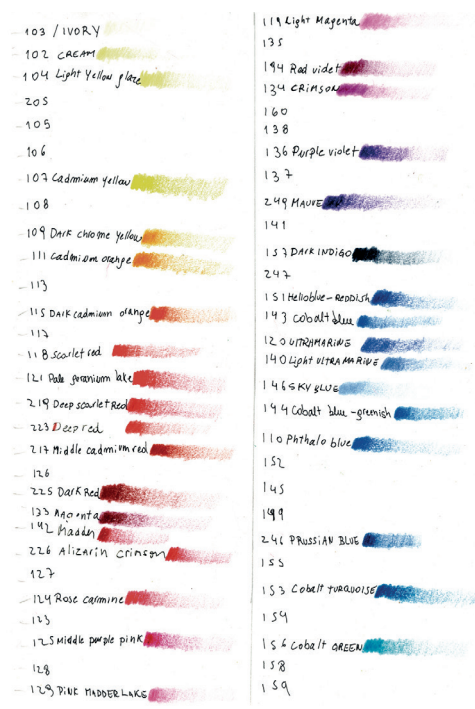 103 / IVORY
102 CREAM
104 Light Yellow glaze
205
105
106
107 Cadmium yellow
108
109 DARK chrome Yellow
111 Cadmium orange
113
115 DARK cadmium orange
117
118 scarlet red
121 Pale geranium lake
219 Deep scarlet Red
223 Deep red
217 Middle cadmium red
126
225 Dark Red
133 Magenta
142 Madder
226 Alizarin crimson
127
124 Rose carmine
123
125 Middle purple pink
128
129 PINK MADDER LAKE
119 Light Magenta
135
194 Red violet
134 CRIMSON
160
138
136 Purple violet
137
249 MAUVE
141
157 DARK INDIGO
247
151 Helioblue-REDDISH
143 Cobalt blue
120 ULTRAMARINE
140 Light ULTRAMARINE
146 SKY BLUE
144 Cobalt blue-greenish
110 Phthalo blue
152
145
149
246 PRUSSIAN BLUE
155
153 Cobalt TURQUOISE
154
156 Cobalt GREEN
158
159